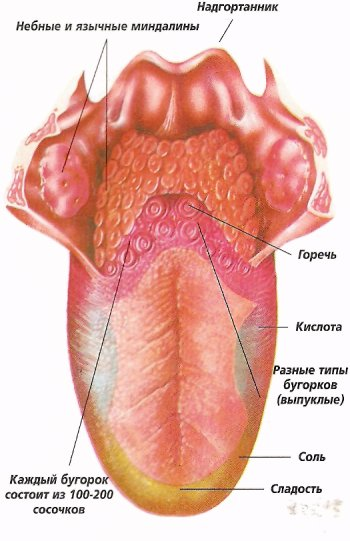 Надгортанник
Небные и язычные миндалины
Горечь
Кислота
Разные типы
бугорков
(выпуклые)
Соль
Сладость
Каждый бугорок
состоит из 100-200
сосочков